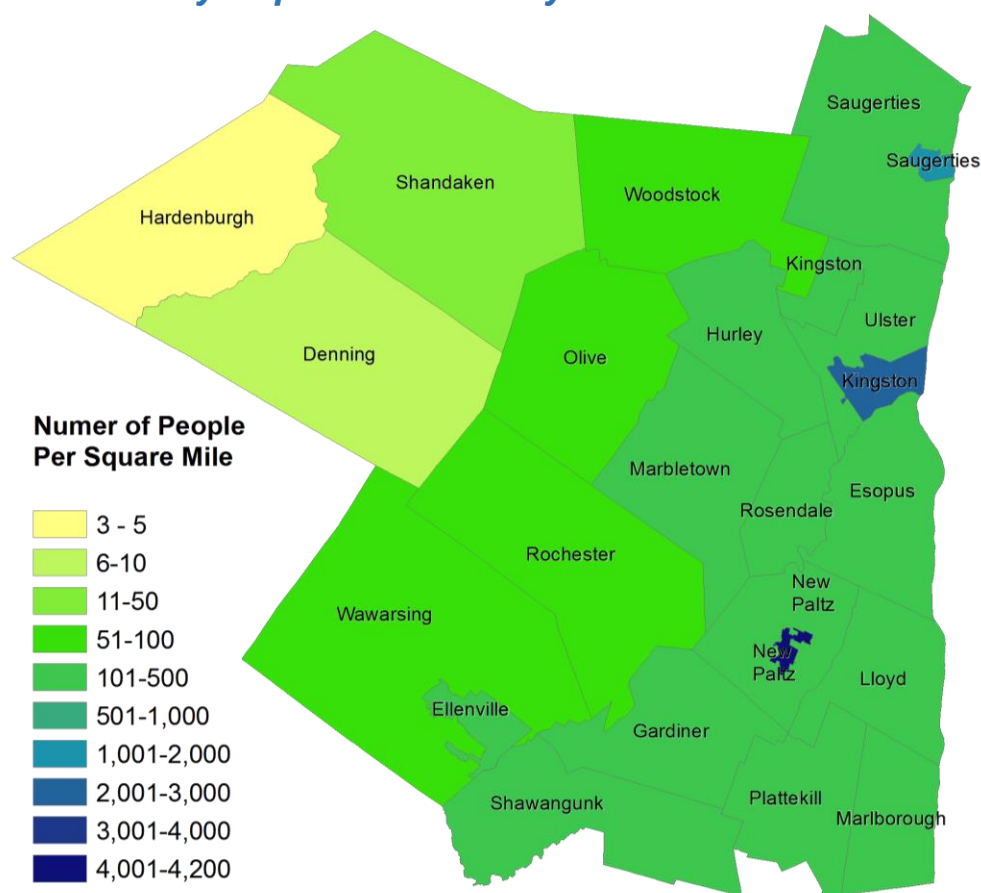 Saugerties
Saugerties
Shandaken
Woodstock
Hardenburgh
Kingston
Ulster
Hurley
Denning
Olive
Kingston
Numer of People
Per Square Mile
Marbletown
Esopus
Rosendale
3 - 5
6-10
11-50
51-100
101-500
501-1,000
1,001-2,000
2,001-3,000
3,001-4,000
4,001-4,200
Rochester
New
Paltz
Wawarsing
New
Paltz
Lloyd
Ellenville
Gardiner
Shawangunk
Plattekill
Marlborough